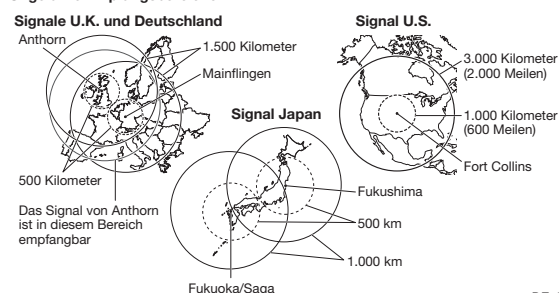 Signale U.K. und Deutschland
Anthorn
1.500 Kilometer
Mainflingen
500 Kilometer
Das Signal von Anthorn
ist in diesem Bereich
empfangbar
Signal U.S.
3.000 Kilometer
(2.000 Meilen)
1.000 Kilometer
(600 Meilen)
Fort Collins
Signal Japan
Fukushima
500 km
1.000 km
Fukuoka/Saga